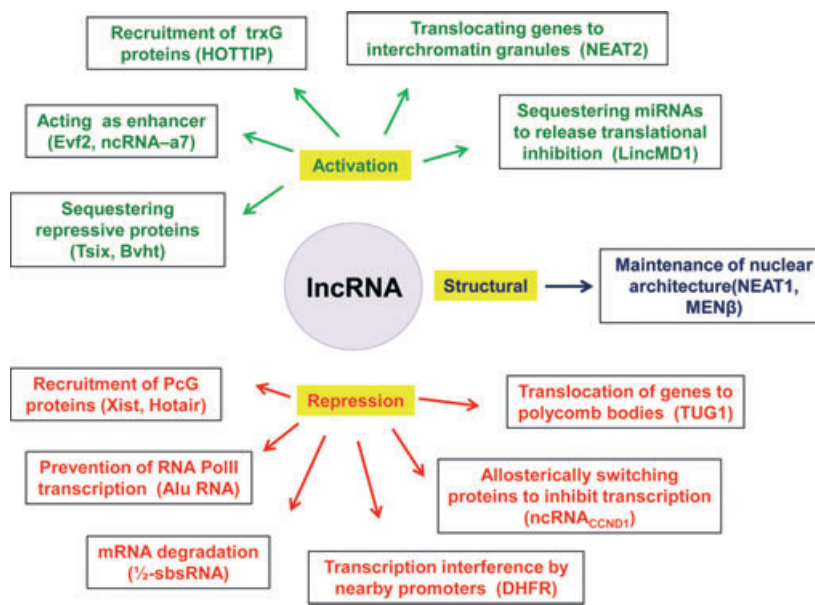 Recruitment of trxG
proteins (HOTTIP)
Translocating genes to
interchromatin granules (NEAT2)
Acting as enhancer
(Evf2, ncRNA–a7)
Activation
Sequestering miRNAs
to release translational
inhibition (LincMD1)
Sequestering
repressive proteins
(Tsix, Bvht)
lncRNA
Structural
Maintenance of nuclear
architecture(NEAT1,
MENβ)
Recruitment of PcG
proteins (Xist, Hotair)
Repression
Translocation of genes to
polycomb bodies (TUG1)
Prevention of RNA PolII
transcription (Alu RNA)
Allosterically switching
proteins to inhibit transcription
(ncRNA_CCND1)
mRNA degradation
(½-sbsRNA)
Transcription interference by
nearby promoters (DHFR)